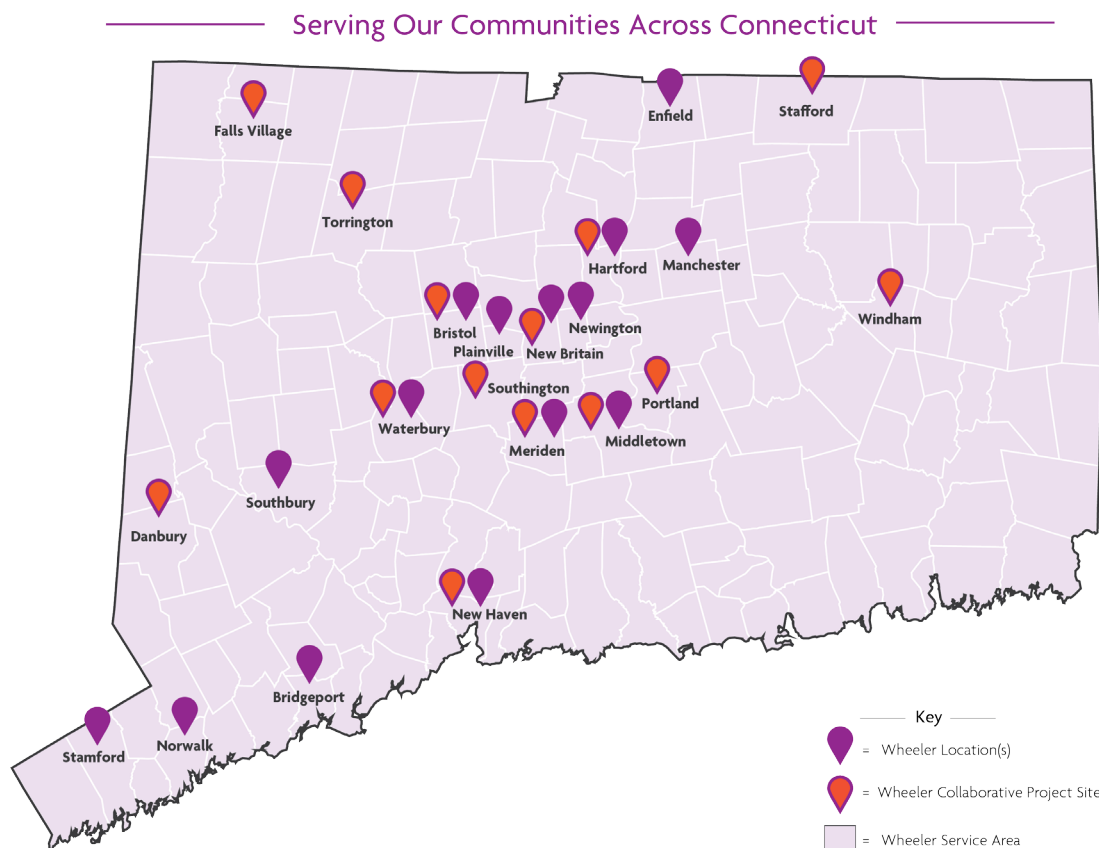 Serving Our Communities Across Connecticut
Falls Village
Enfield
Stafford
Torrington
Hartford
Manchester
Windham
Bristol
Newington
Plainville
New Britain
Southington
Portland
Waterbury
Middletown
Meriden
Southbury
Danbury
New Haven
Bridgeport
Norwalk
Stamford
Key
= Wheeler Location(s)
= Wheeler Collaborative Project Site
= Wheeler Service Area